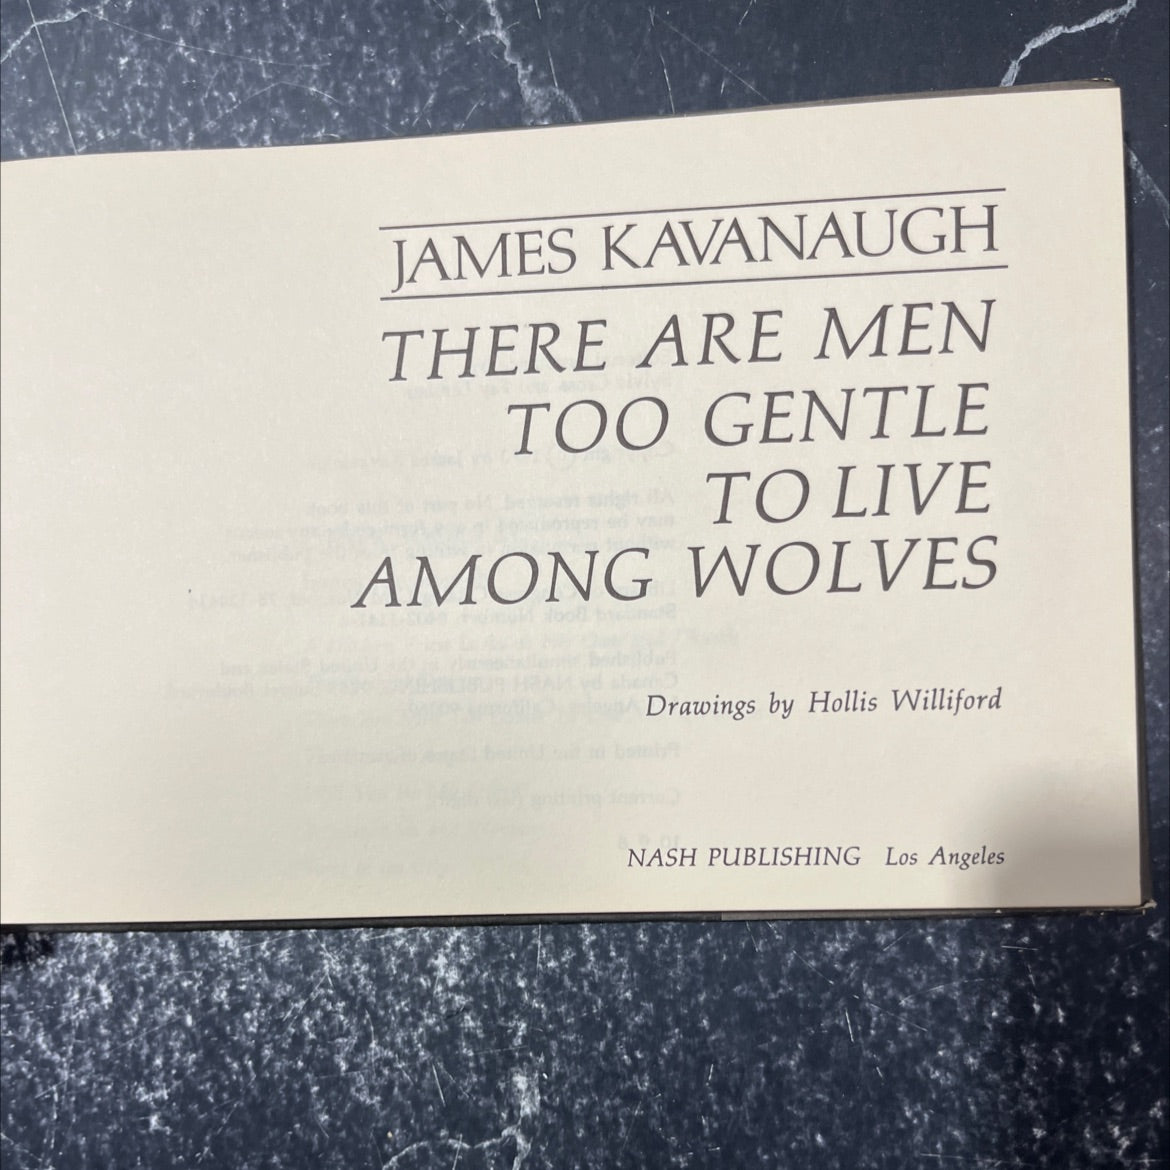 JAMES KAVANAUGH
THERE ARE MEN
TOO GENTLE
TO LIVE
AMONG WOLVES
Drawings by Hollis Williford
NASH PUBLISHING Los Angeles